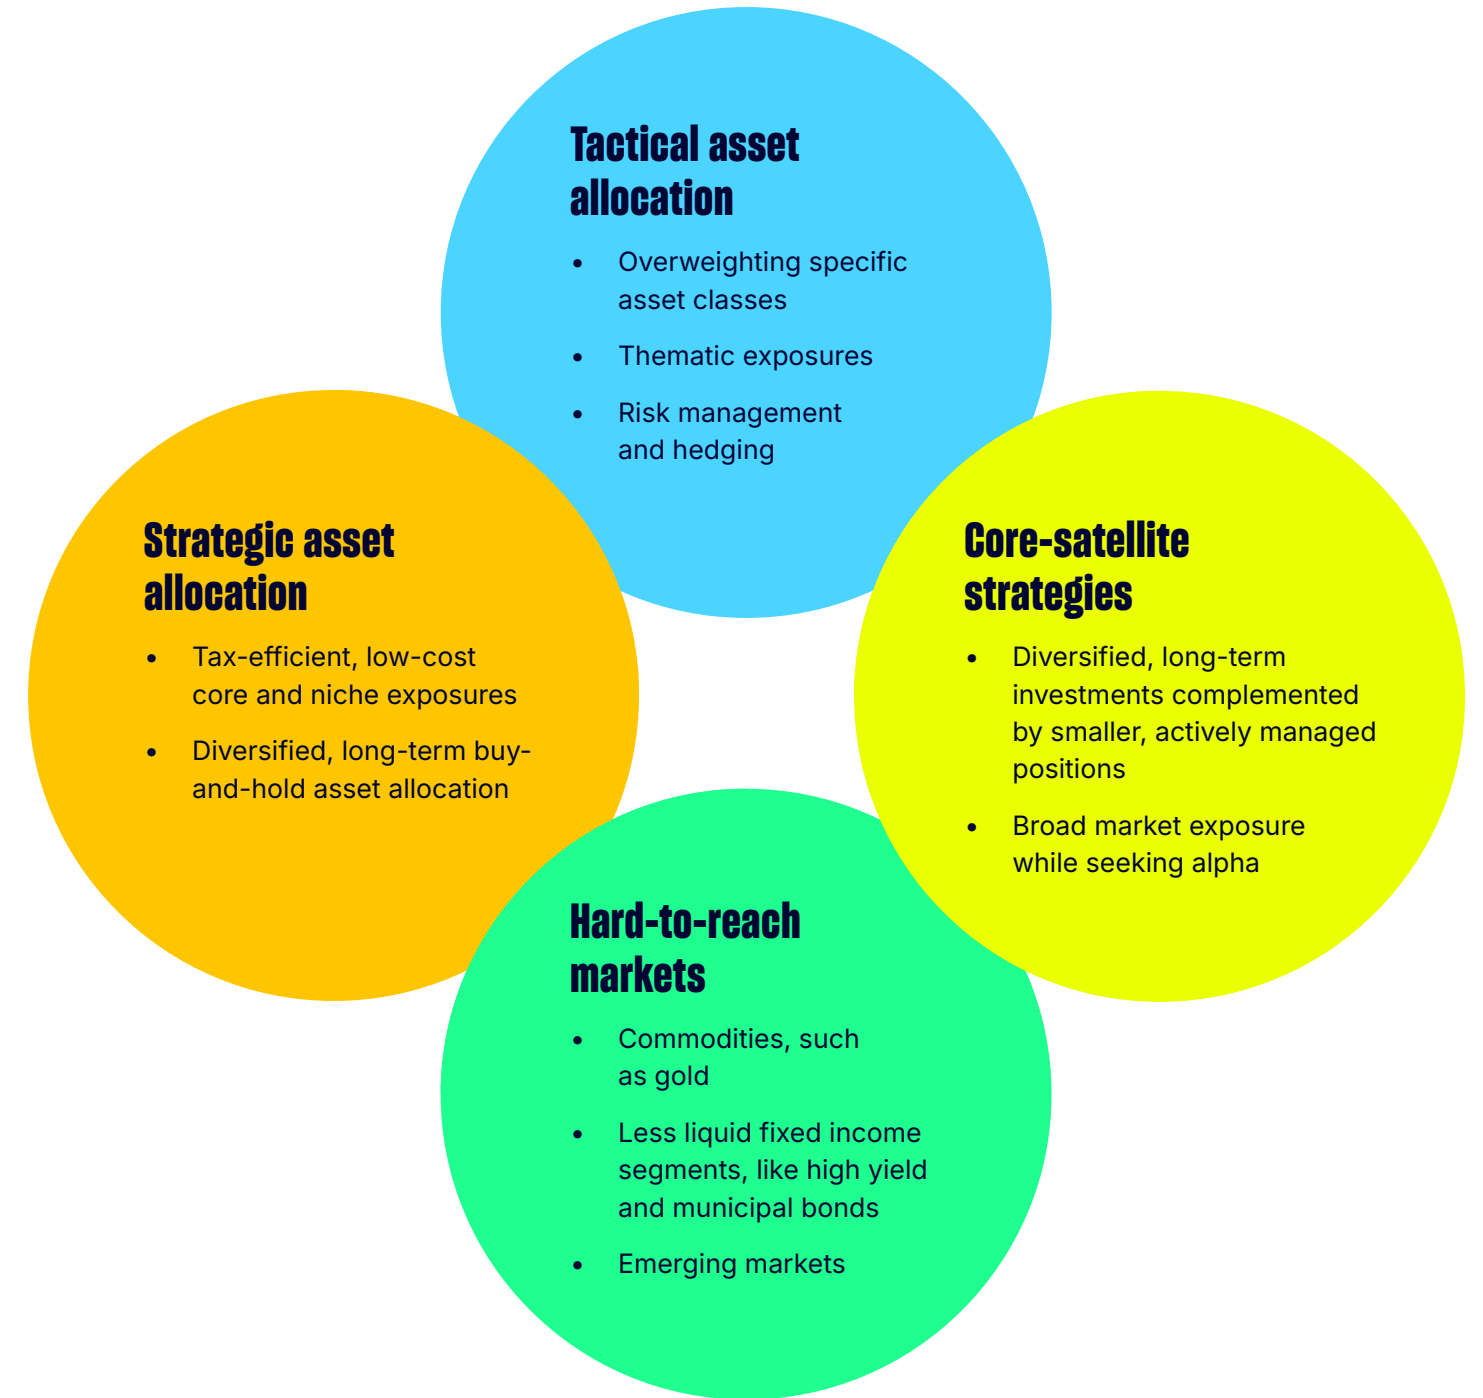 Tactical asset
allocation
• Overweighting specific
asset classes
• Thematic exposures
• Risk management
and hedging
Strategic asset
allocation
• Tax-efficient, low-cost
core and niche exposures
• Diversified, long-term buy-
and-hold asset allocation
Core-satellite
strategies
• Diversified, long-term
investments complemented
by smaller, actively managed
positions
• Broad market exposure
while seeking alpha
Hard-to-reach
markets
• Commodities, such
as gold
• Less liquid fixed income
segments, like high yield
and municipal bonds
• Emerging markets